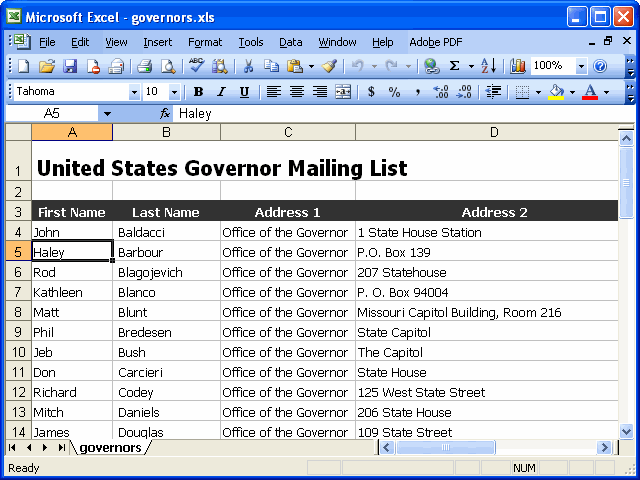 Microsoft Excel - governors.xls
File Edit View Insert Format Tools Data Window Help Adobe PDF
Σ 100%
Tahoma 10 B I U $ % ,
A5 fx Haley
A B C D
1 United States Governor Mailing List
2
3 First Name Last Name Address 1 Address 2
4 John Baldacci Office of the Governor 1 State House Station
5 Haley Barbour Office of the Governor P.O. Box 139
6 Rod Blagojevich Office of the Governor 207 Statehouse
7 Kathleen Blanco Office of the Governor P. O. Box 94004
8 Matt Blunt Office of the Governor Missouri Capitol Building, Room 216
9 Phil Bredesen Office of the Governor State Capitol
10 Jeb Bush Office of the Governor The Capitol
11 Don Carcieri Office of the Governor State House
12 Richard Codey Office of the Governor 125 West State Street
13 Mitch Daniels Office of the Governor 206 State House
14 James Douglas Office of the Governor 109 State Street
governors
Ready NUM